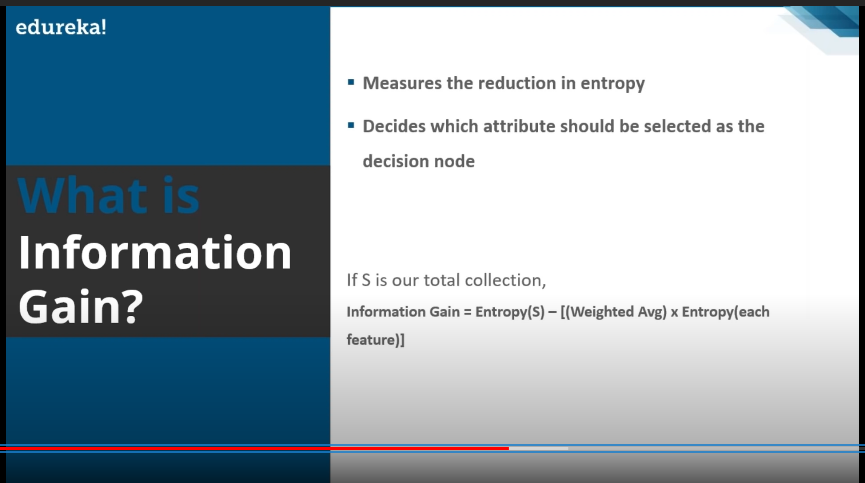 edureka!
What is
Information
Gain?
▪ Measures the reduction in entropy
▪ Decides which attribute should be selected as the
decision node
If S is our total collection,
Information Gain = Entropy(S) – [(Weighted Avg) x Entropy(each
feature)]